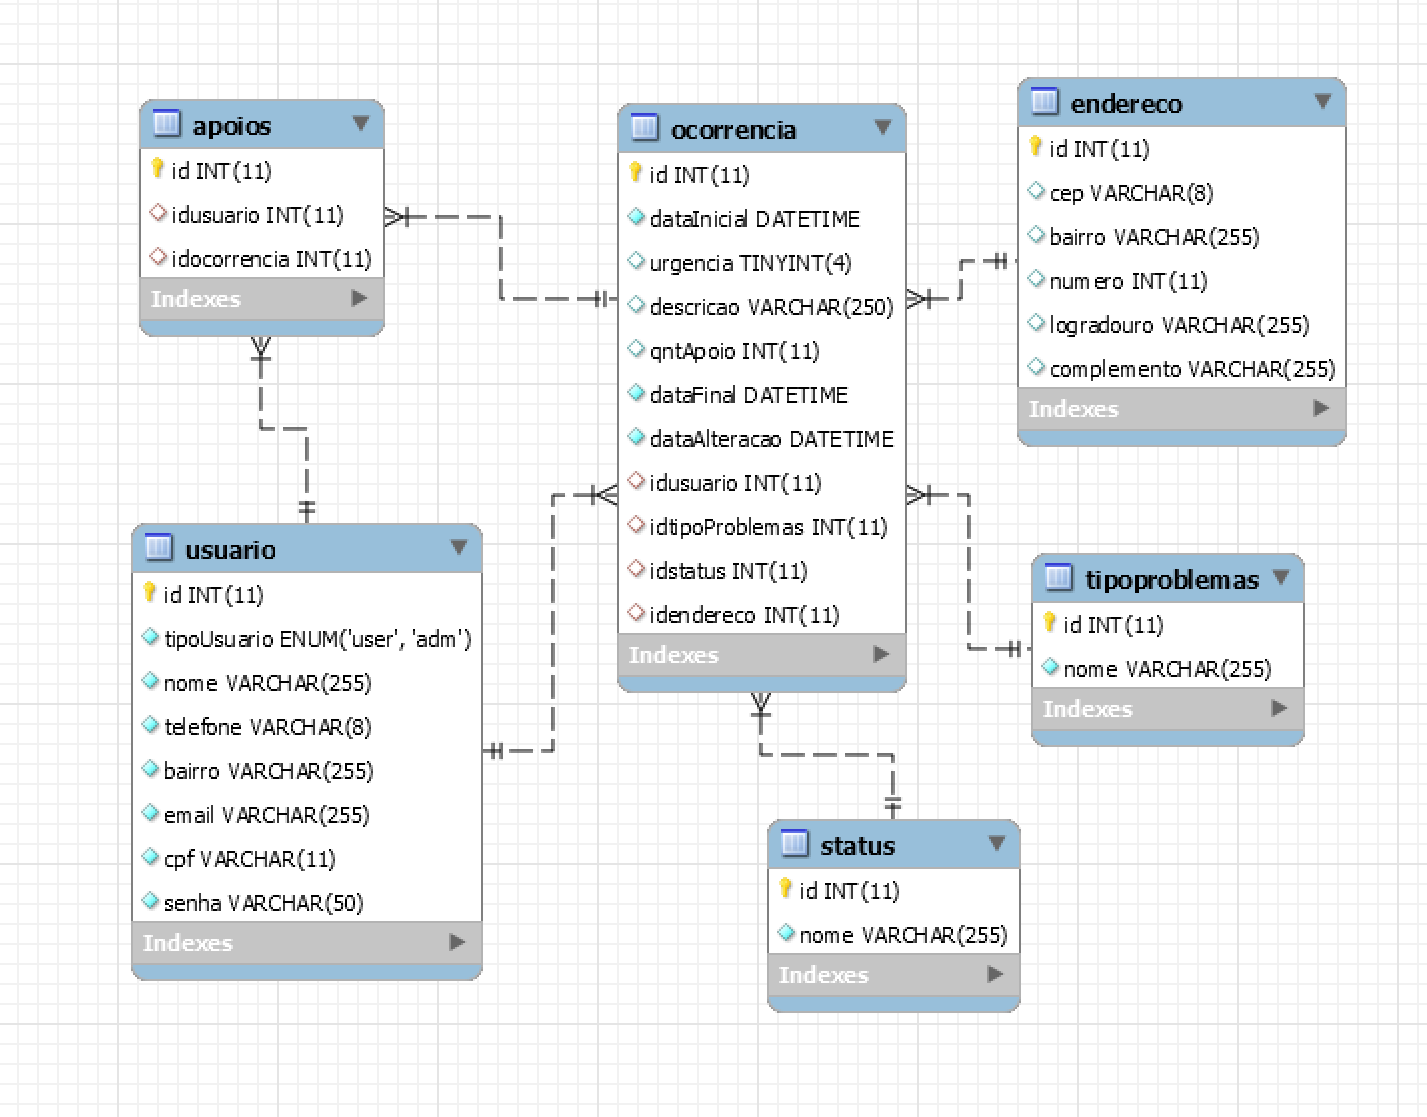 apoios
id INT(11)
idusuario INT(11)
idocorrencia INT(11)
Indexes
ocorrencia
id INT(11)
dataInicial DATETIME
urgencia TINYINT(4)
descricao VARCHAR(250)
qntApoio INT(11)
dataFinal DATETIME
dataAlteracao DATETIME
idusuario INT(11)
idtipoProblemas INT(11)
idstatus INT(11)
idendereco INT(11)
Indexes
endereco
id INT(11)
cep VARCHAR(8)
bairro VARCHAR(255)
numero INT(11)
logradouro VARCHAR(255)
complemento VARCHAR(255)
Indexes
usuario
id INT(11)
tipoUsuario ENUM('user', 'adm')
nome VARCHAR(255)
telefone VARCHAR(8)
bairro VARCHAR(255)
email VARCHAR(255)
cpf VARCHAR(11)
senha VARCHAR(50)
Indexes
tipoproblemas
id INT(11)
nome VARCHAR(255)
Indexes
status
id INT(11)
nome VARCHAR(255)
Indexes